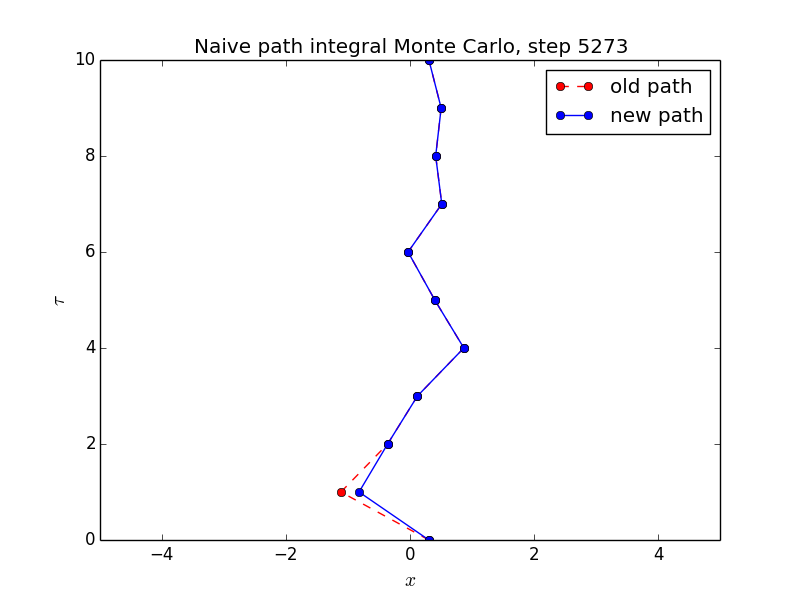 Naive path integral Monte Carlo, step 5273
old path
new path
10
8
6
4
2
0
τ
−4 −2 0 2 4
x